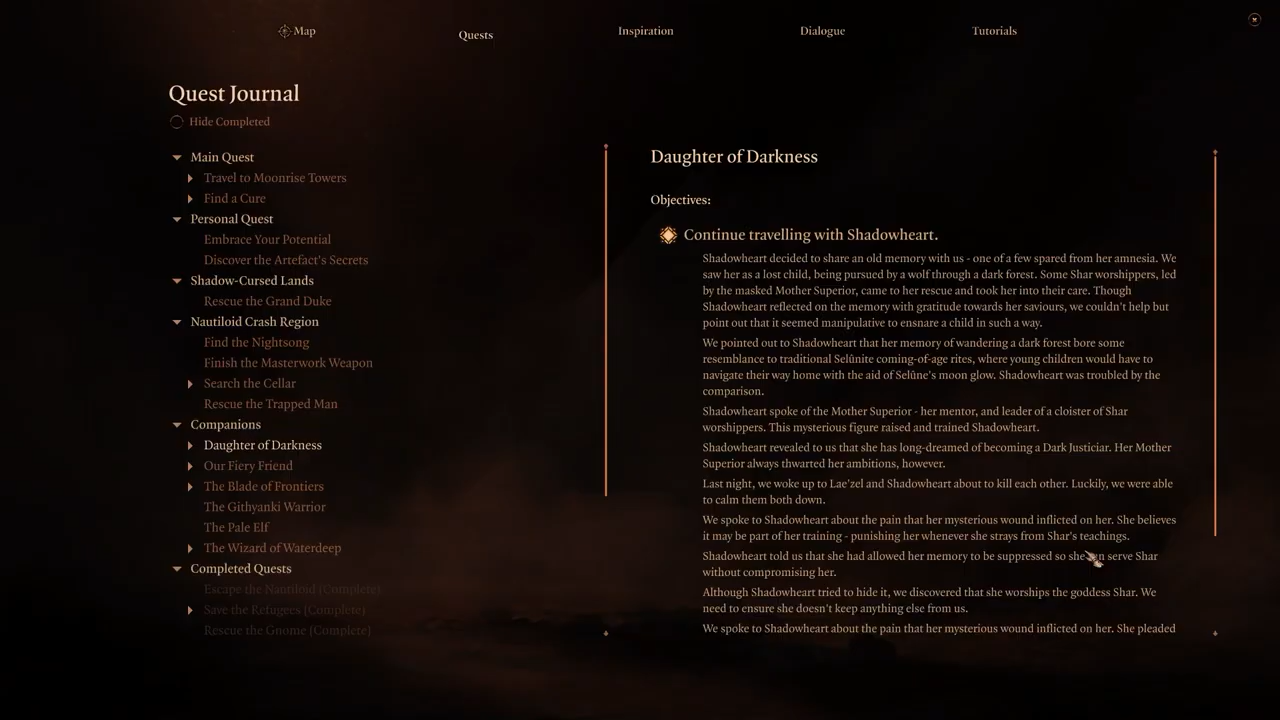 Map
Quests
Inspiration
Dialogue
Tutorials
Quest Journal
Hide Completed
Main Quest
Travel to Moonrise Towers
Find a Cure
Personal Quest
Embrace Your Potential
Discover the Artefact's Secrets
Shadow-Cursed Lands
Rescue the Grand Duke
Nautiloid Crash Region
Find the Nightsong
Finish the Masterwork Weapon
Search the Cellar
Rescue the Trapped Man
Companions
Daughter of Darkness
Our Fiery Friend
The Blade of Frontiers
The Githyanki Warrior
The Pale Elf
The Wizard of Waterdeep
Completed Quests
Escape the Nautiloid (Complete)
Save the Refugees (Complete)
Rescue the Gnome (Complete)
Daughter of Darkness
Objectives:
Continue travelling with Shadowheart.
Shadowheart decided to share an old memory with us - one of a few spared from her amnesia. We
saw her as a lost child, being pursued by a wolf through a dark forest. Some Shar worshippers, led
by the masked Mother Superior, came to her rescue and took her into their care. Though
Shadowheart reflected on the memory with gratitude towards her saviours, we couldn't help but
point out that it seemed manipulative to ensnare a child in such a way.
We pointed out to Shadowheart that her memory of wandering a dark forest bore some
resemblance to traditional Selûnite coming-of-age rites, where young children would have to
navigate their way home with the aid of Selûne's moon glow. Shadowheart was troubled by the
comparison.
Shadowheart spoke of the Mother Superior - her mentor, and leader of a cloister of Shar
worshippers. This mysterious figure raised and trained Shadowheart.
Shadowheart revealed to us that she has long-dreamed of becoming a Dark Justiciar. Her Mother
Superior always thwarted her ambitions, however.
Last night, we woke up to Lae'zel and Shadowheart about to kill each other. Luckily, we were able
to calm them both down.
We spoke to Shadowheart about the pain that her mysterious wound inflicted on her. She believes
it may be part of her training - punishing her whenever she strays from Shar's teachings.
Shadowheart told us that she had allowed her memory to be suppressed so she serve Shar
without compromising her.
Although Shadowheart tried to hide it, we discovered that she worships the goddess Shar. We
need to ensure she doesn't keep anything else from us.
We spoke to Shadowheart about the pain that her mysterious wound inflicted on her. She pleaded